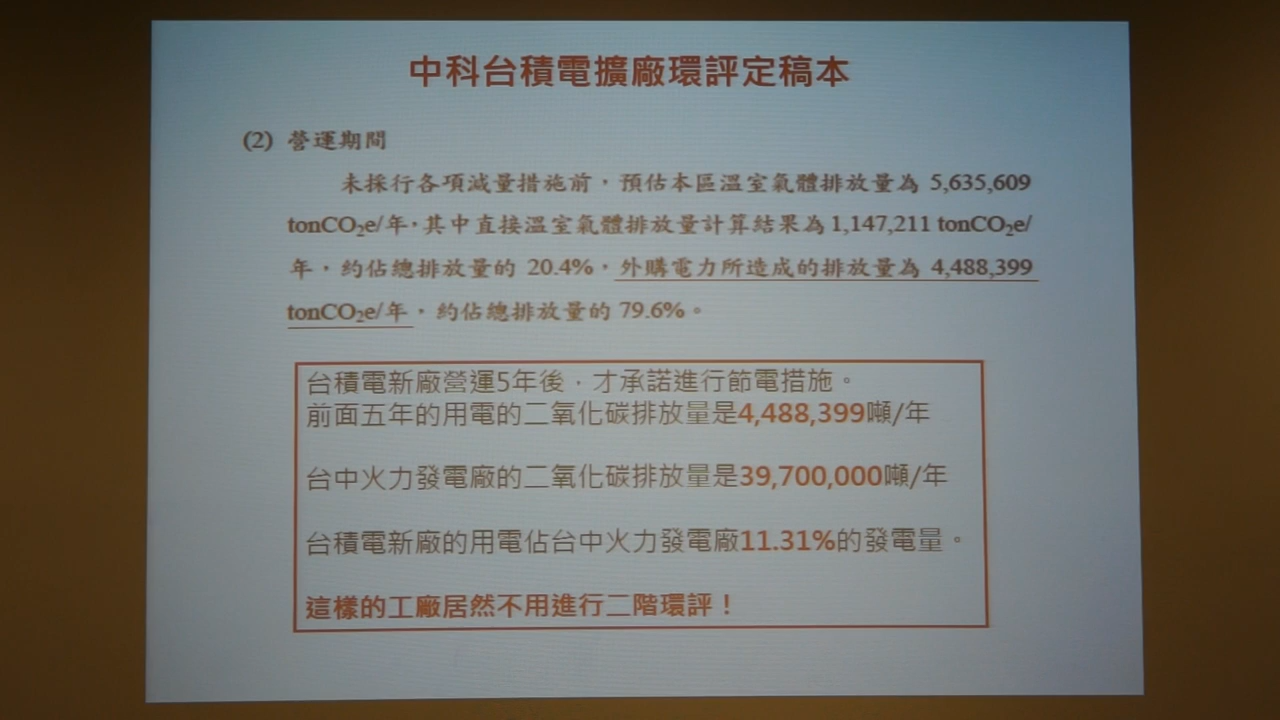 中科台積電擴廠環評定稿本
(2) 營運期間
未採行各項減量措施前，預估本區溫室氣體排放量為 5,635,609
tonCO₂e/年，其中直接溫室氣體排放量計算結果為1,147,211 tonCO₂e/
年，約佔總排放量的 20.4%，外購電力所造成的排放量為 4,488,399
tonCO₂e/年，約佔總排放量的 79.6%。
台積電新廠營運5年後，才承諾進行節電措施。
前面五年的用電的二氧化碳排放量是4,488,399噸/年
台中火力發電廠的二氧化碳排放量是39,700,000噸/年
台積電新廠的用電佔台中火力發電廠11.31%的發電量。
這樣的工廠居然不用進行二階環評！